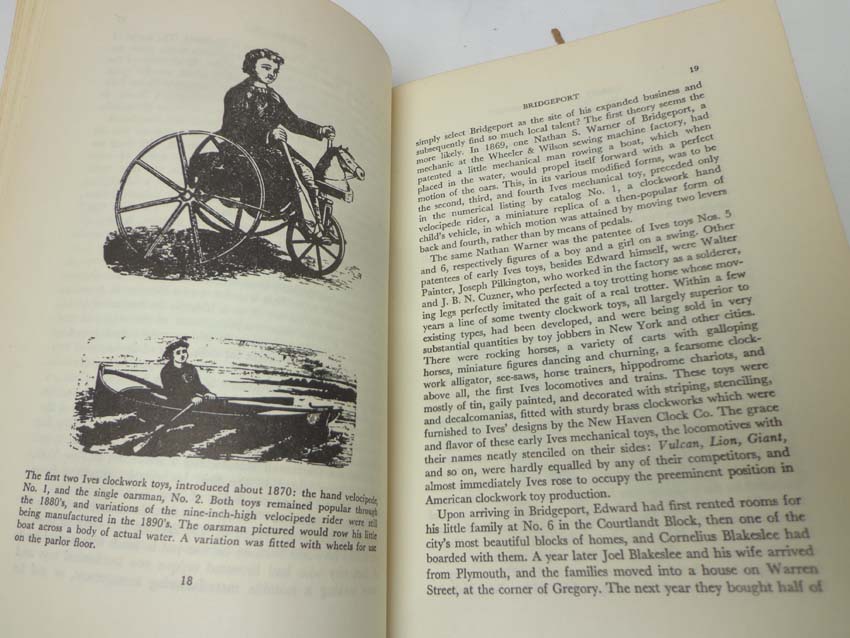 The first two Ives clockwork toys, introduced about 1870: the hand velocipede,
No. 1, and the single oarsman, No. 2. Both toys remained popular through
the 1880's, and variations of the nine-inch-high velocipede rider were still
being manufactured in the 1890's. The oarsman pictured would row his little
boat across a body of actual water. A variation was fitted with wheels for use
on the parlor floor.
18
BRIDGEPORT
19
simply select Bridgeport as the site of his expanded business and
subsequently find so much local talent? The first theory seems the
more likely. In 1869, one Nathan S. Warner of Bridgeport, a
mechanic at the Wheeler & Wilson sewing machine factory, had
patented a little mechanical man rowing a boat, which when
placed in the water, would propel itself forward with a perfect
motion of the oars. This, in its various modified forms, was to be
the second, third, and fourth Ives mechanical toy, preceded only
in the numerical listing by catalog No. 1, a clockwork hand
velocipede rider, a miniature replica of a then-popular form of
child's vehicle, in which motion was attained by moving two levers
back and fourth, rather than by means of pedals.
The same Nathan Warner was the patentee of Ives toys Nos. 5
and 6, respectively figures of a boy and a girl on a swing. Other
patentees of early Ives toys, besides Edward himself, were Walter
Painter, Joseph Pilkington, who worked in the factory as a solderer,
and J. B. N. Cuzner, who perfected a toy trotting horse whose mov-
ing legs perfectly imitated the gait of a real trotter. Within a few
years a line of some twenty clockwork toys, all largely superior to
existing types, had been developed, and were being sold in very
substantial quantities by toy jobbers in New York and other cities.
There were rocking horses, a variety of carts with galloping
horses, miniature figures dancing and churning, a fearsome clock-
work alligator, see-saws, horse trainers, hippodrome chariots, and
above all, the first Ives locomotives and trains. These toys were
mostly of tin, gaily painted, and decorated with striping, stenciling,
and decalcomanias, fitted with sturdy brass clockworks which were
furnished to Ives' designs by the New Haven Clock Co. The grace
and flavor of these early Ives mechanical toys, the locomotives with
their names neatly stenciled on their sides: Vulcan, Lion, Giant,
and so on, were hardly equalled by any of their competitors, and
almost immediately Ives rose to occupy the preeminent position in
American clockwork toy production.
Upon arriving in Bridgeport, Edward had first rented rooms for
his little family at No. 6 in the Courtlandt Block, then one of the
city's most beautiful blocks of homes, and Cornelius Blakeslee had
boarded with them. A year later Joel Blakeslee and his wife arrived
from Plymouth, and the families moved into a house on Warren
Street, at the corner of Gregory. The next year they bought half of